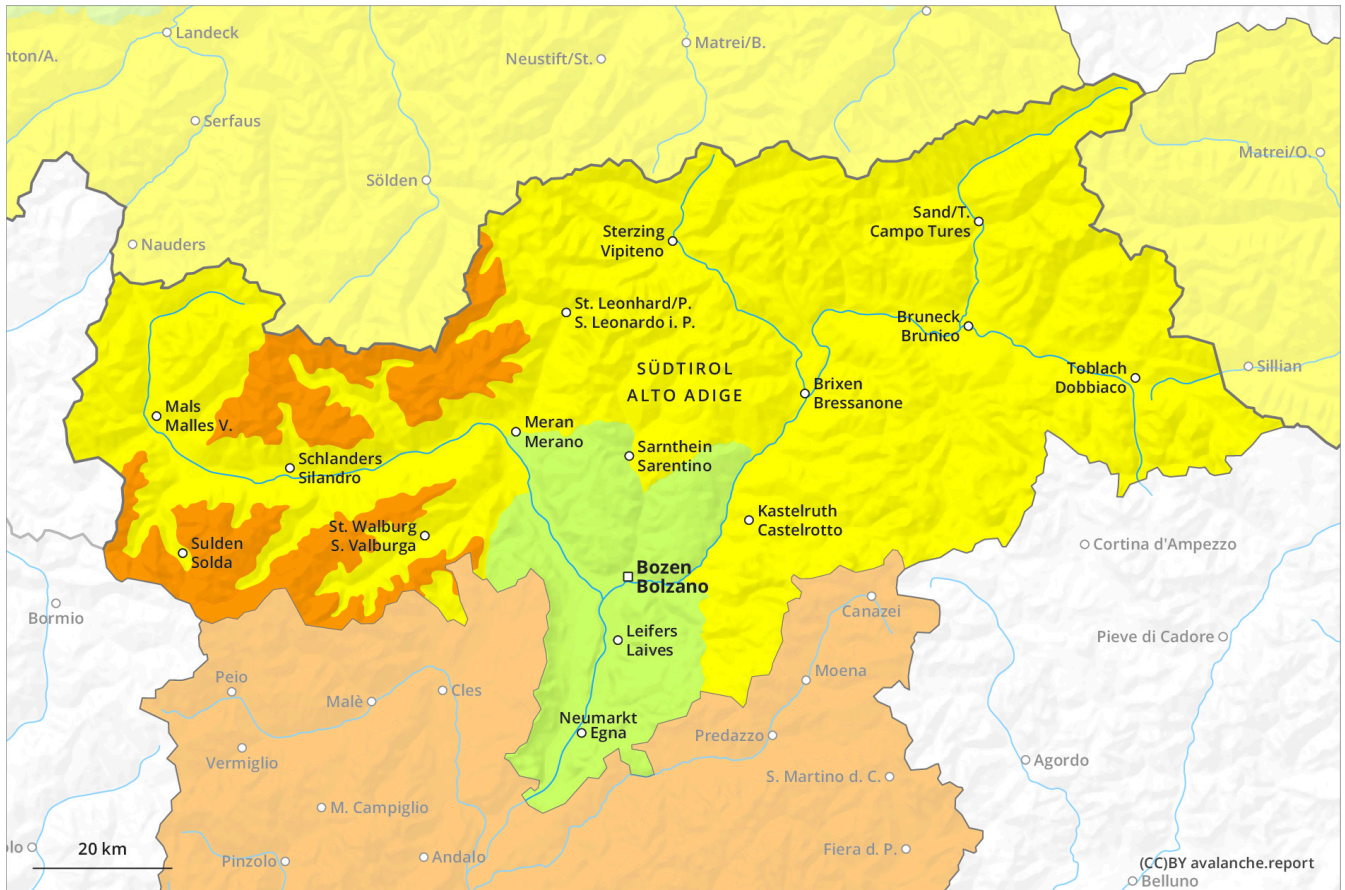 Landeck
Matrei/B.
nton/A.
Neustift/St.
Serfaus
Matrei/O.
Sölden
Sand/T.
Campo Tures
Sterzing
Vipiteno
Nauders
St. Leonhard/P.
S. Leonardo i. P.
Bruneck
Brunico
SÜDTIROL
ALTO ADIGE
Toblach
Dobbiaco
Sillian
Brixen
Bressanone
Mals
Malles V.
Meran
Merano
Sarnthein
Sarentino
Schlanders
Silandro
Kastelruth
Castelrotto
St. Walburg
S. Valburga
Sulden
Solda
Cortina d'Ampezzo
Bozen
Bolzano
Bormio
Canazei
Leifers
Laives
Pieve di Cadore
Peio
Moena
Malè
Cles
Neumarkt
Egna
Predazzo
Vermiglio
Agordo
S. Martino d. C.
M. Campiglio
olo
20 km
Pinzolo
Andalo
Fiera d. P.
(CC)BY avalanche.report
Belluno